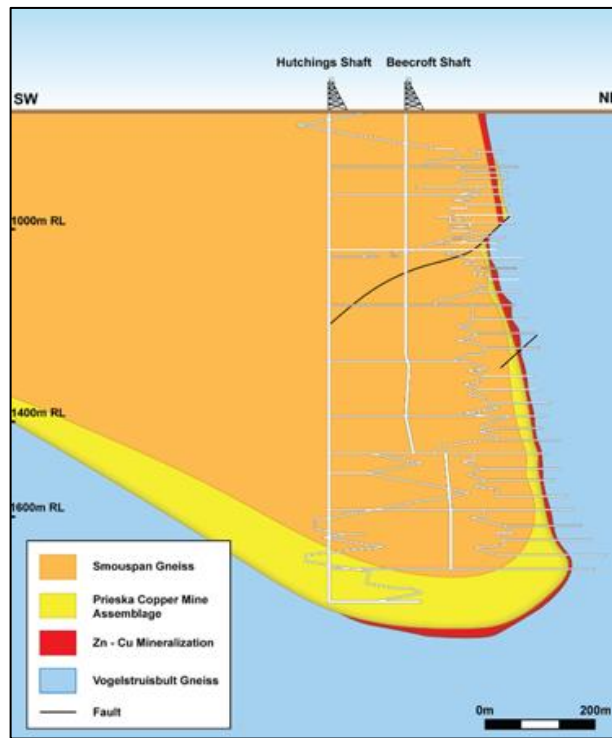 Hutchings Shaft Beecroft Shaft
SW NE
1000m RL
1400m RL
1600m RL
Smouspan Gneiss
Prieska Copper Mine
Assemblage
Zn - Cu Mineralization
Vogelstruisbult Gneiss
Fault
0m 200m